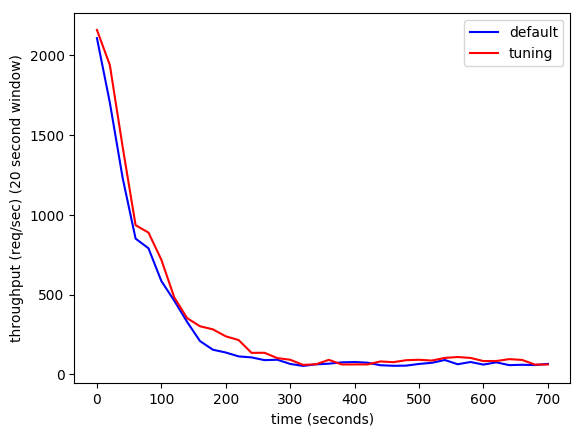 default
tuning
2000
1500
1000
500
0
throughput (req/sec) (20 second window)
0 100 200 300 400 500 600 700
time (seconds)